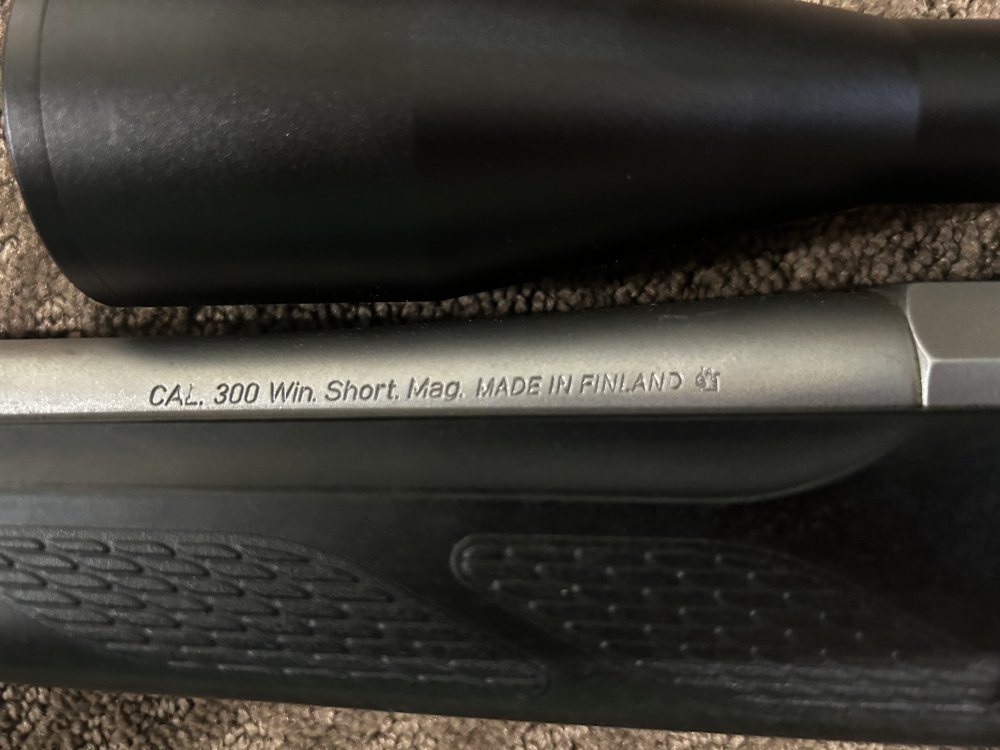 CAL. 300 Win. Short. Mag. MADE IN FINLAND